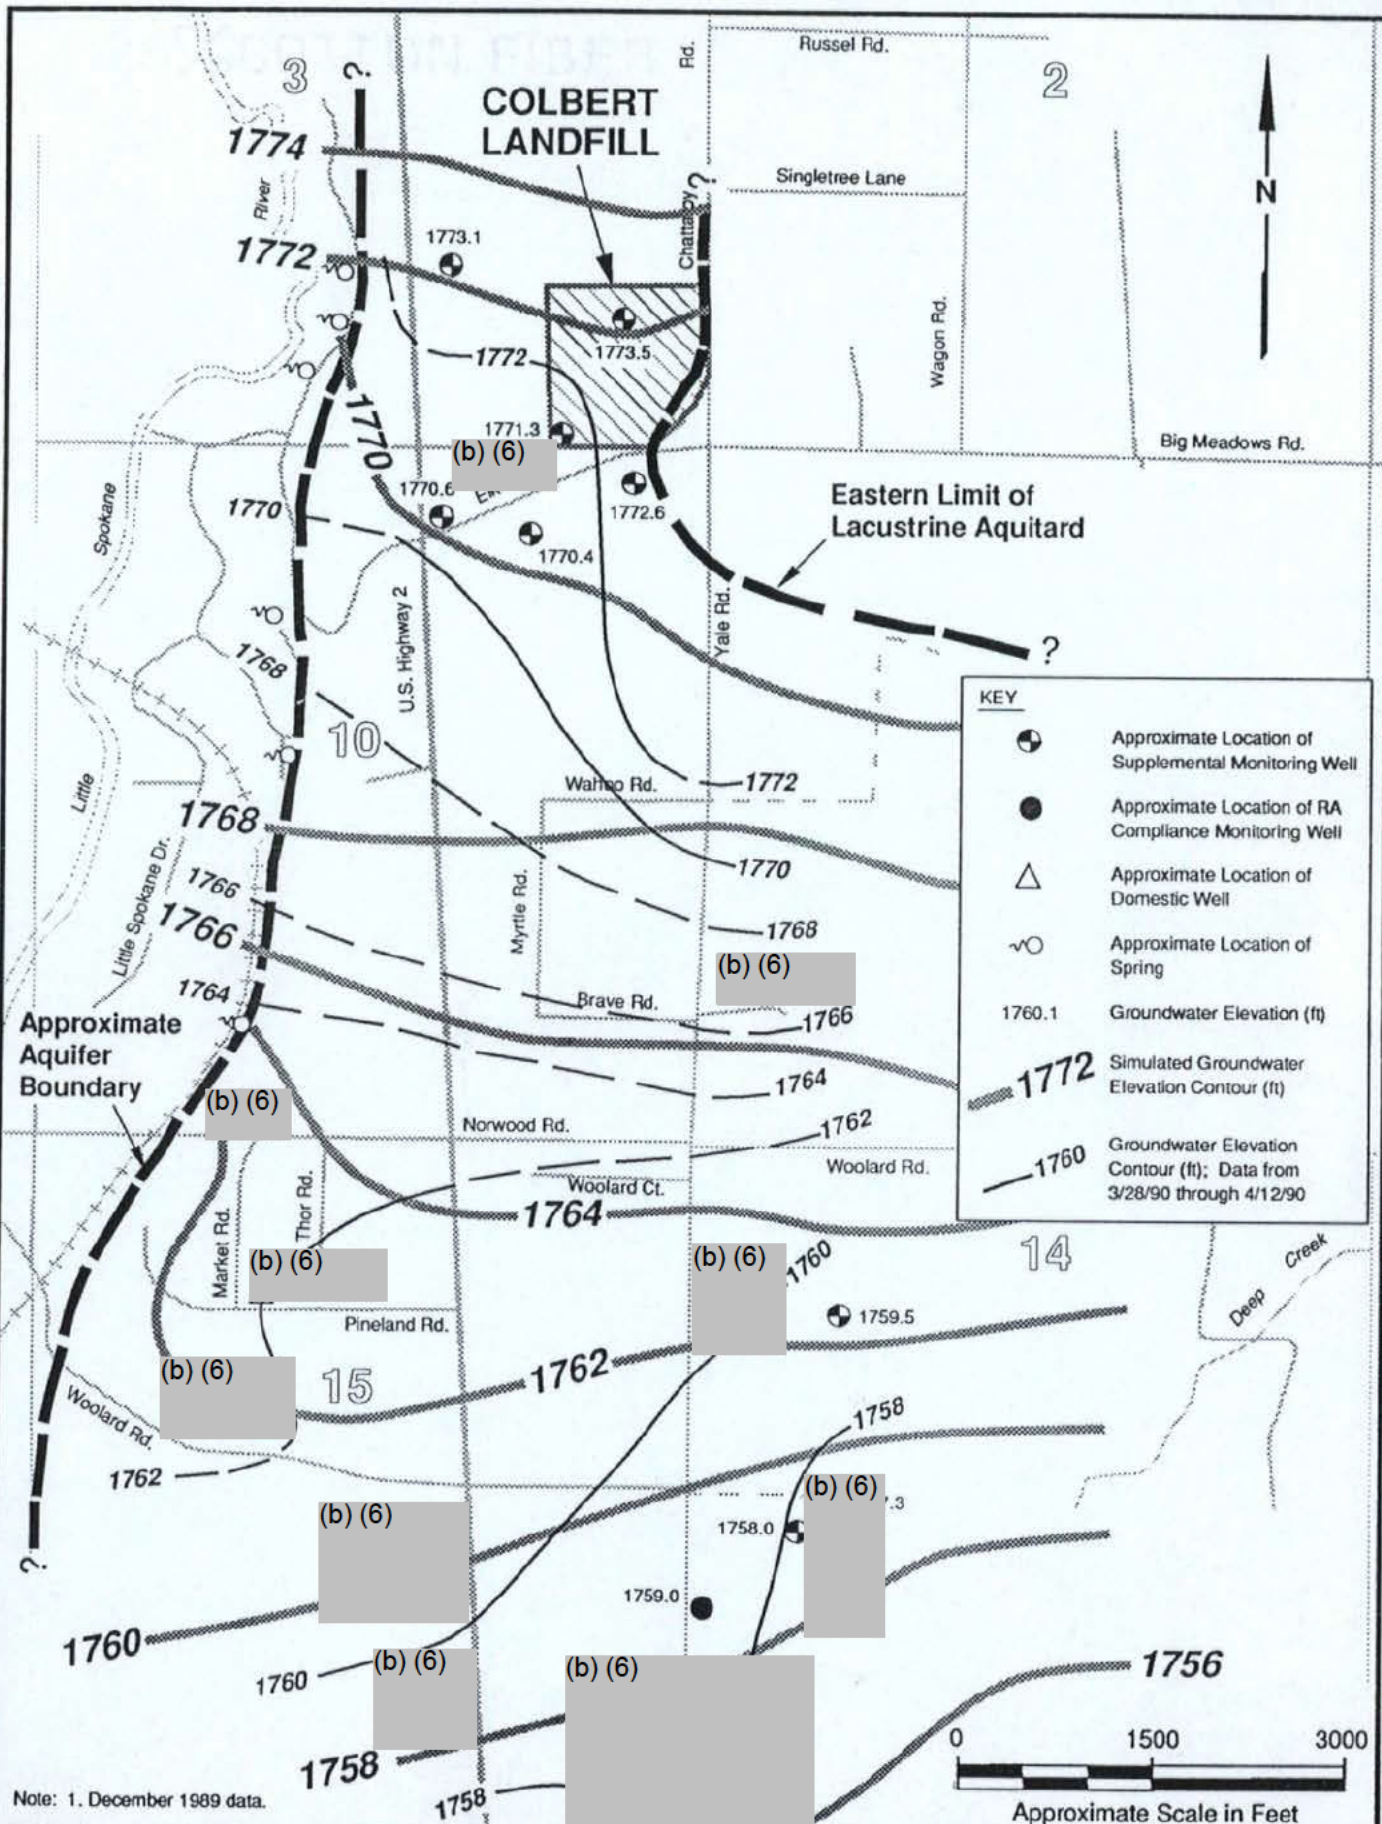 Russel Rd.
Rd.
3
?
2
COLBERT
LANDFILL
1774
Singletree Lane
?
N
River
Chattaroy
1773.1
1772
Wagon Rd.
1773.5
1772
1770
1771.3
Big Meadows Rd.
(b) (6)
1770.6
1772.6
Eastern Limit of
Lacustrine Aquitard
1770
Spokane
1770.4
U.S. Highway 2
Yale Rd.
?
1768
KEY
Approximate Location of
Supplemental Monitoring Well
Approximate Location of RA
Compliance Monitoring Well
Approximate Location of
Domestic Well
Approximate Location of
Spring
1760.1 Groundwater Elevation (ft)
1772 Simulated Groundwater
Elevation Contour (ft)
1760 Groundwater Elevation
Contour (ft); Data from
3/28/90 through 4/12/90
10
Little
Wahoo Rd.
1772
1768
Little Spokane Dr.
1770
1766
Myrtle Rd.
1766
1768
(b) (6)
1764
Brave Rd.
1766
Approximate
Aquifer
Boundary
1764
(b) (6)
Norwood Rd.
1762
Woolard Rd.
Woolard Ct.
Thor Rd.
Market Rd.
1764
(b) (6)
(b) (6)
1760
14
Deep Creek
1759.5
Pineland Rd.
(b) (6)
15
1762
Woolard Rd.
1758
1762
(b) (6)
(b) (6)
.3
1758.0
1759.0
1760
1760
(b) (6)
(b) (6)
1756
1758
1758
0 1500 3000
Approximate Scale in Feet
Note: 1. December 1989 data.
?